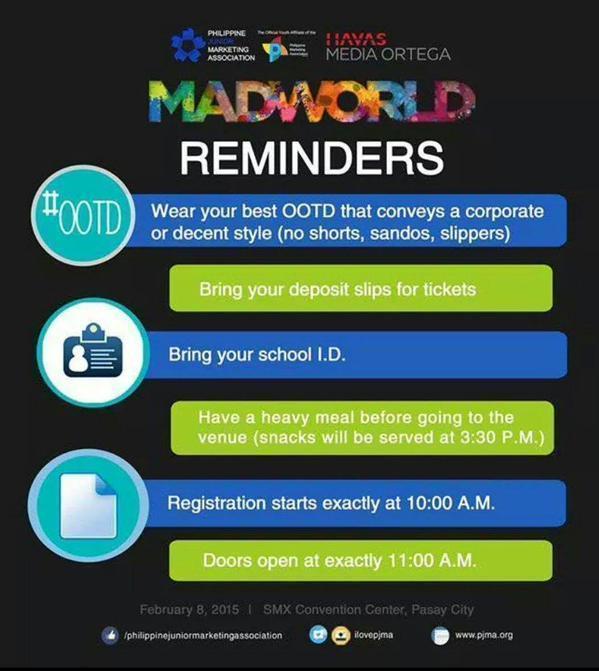 PHILIPPINE
JUNIOR
MARKETING
ASSOCIATION
The Official Youth Affiliate of the
Philippine
Marketing
Association
HAVAS
MEDIA ORTEGA
MADWORLD
REMINDERS
#OOTD
Wear your best OOTD that conveys a corporate
or decent style (no shorts, sandos, slippers)
Bring your deposit slips for tickets
Bring your school I.D.
Have a heavy meal before going to the
venue (snacks will be served at 3:30 P.M.)
Registration starts exactly at 10:00 A.M.
Doors open at exactly 11:00 A.M.
February 8, 2015 | SMX Convention Center, Pasay City
/philippinejuniormarketingassociation
ilovepjma
www.pjma.org